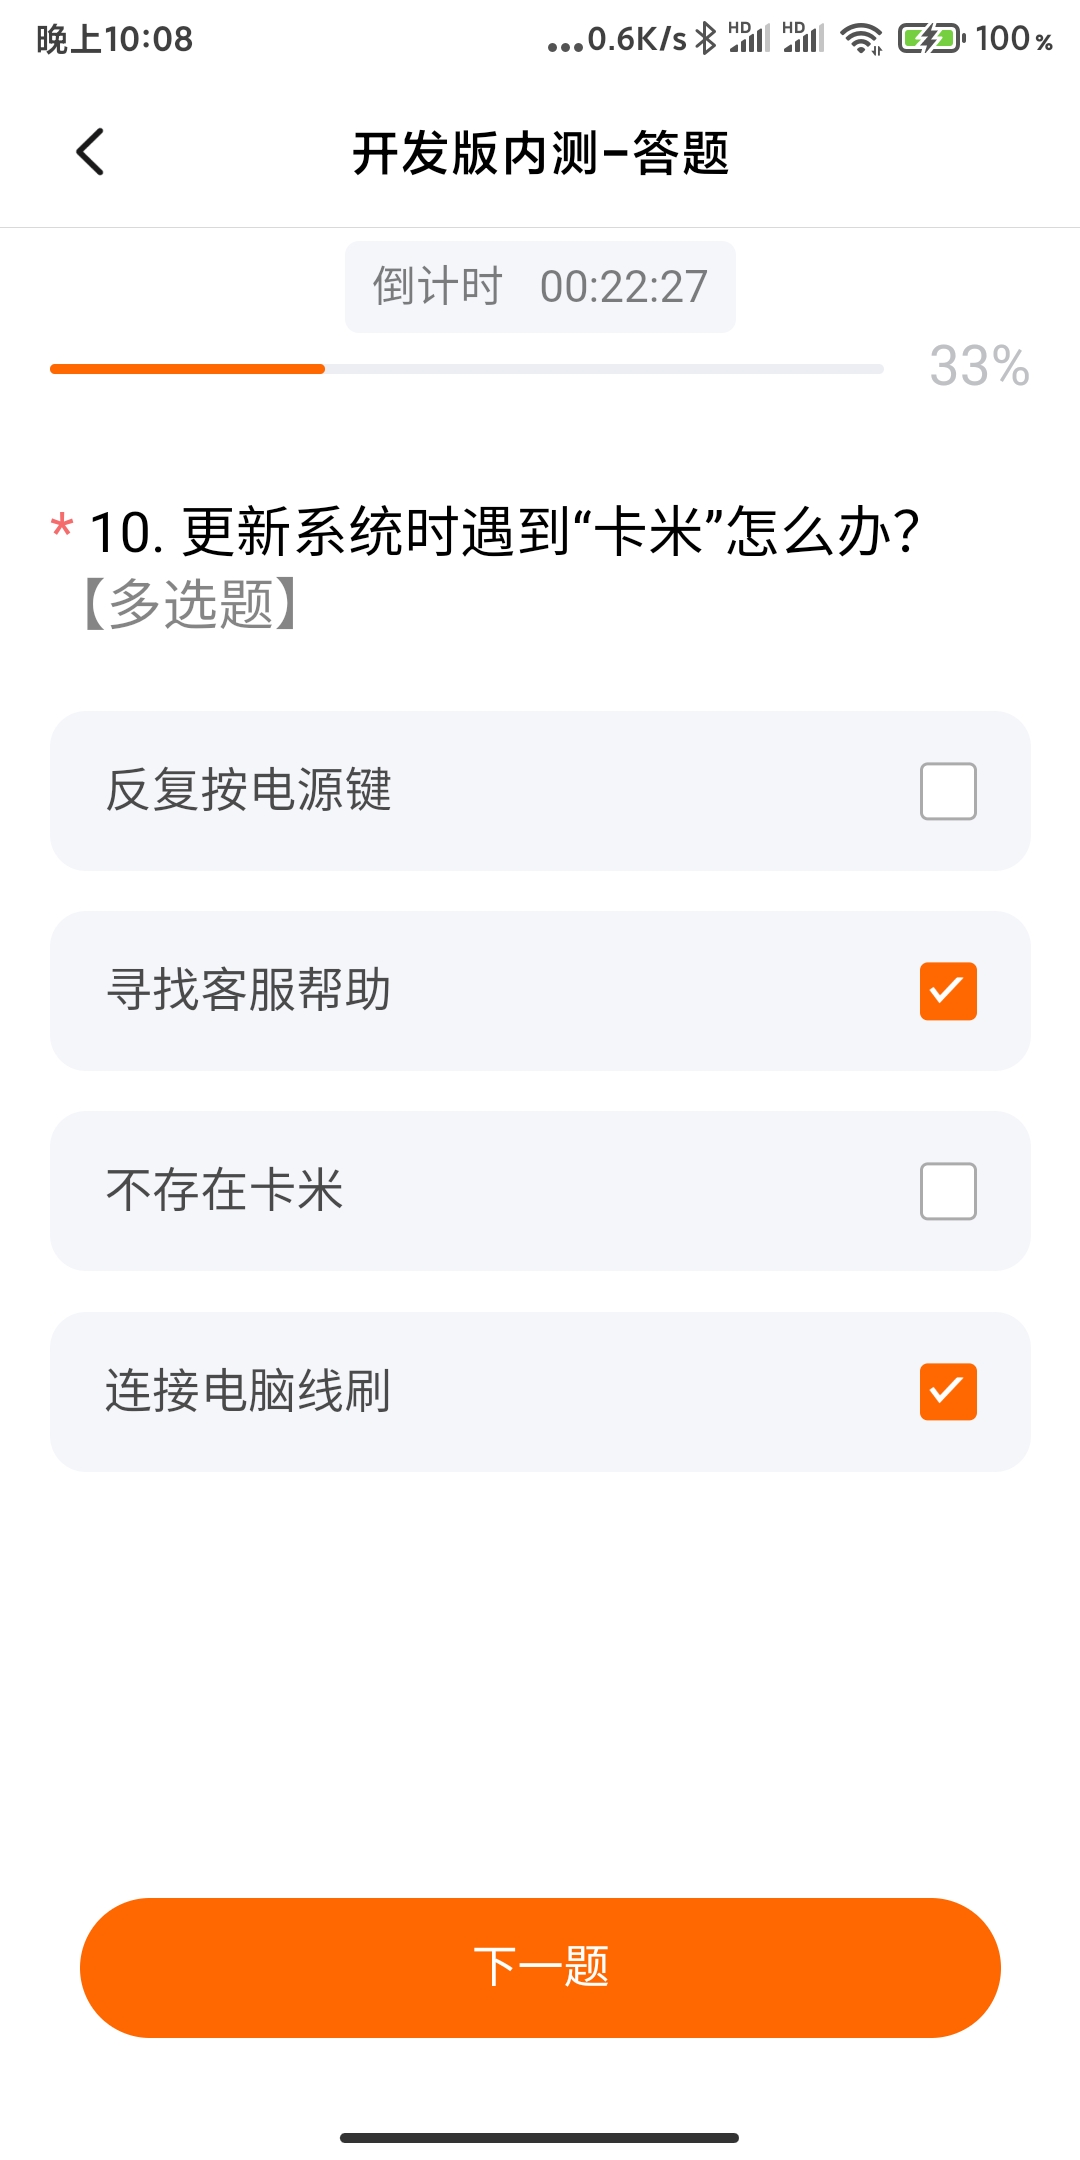 晚上10:08
...0.6K/s HD HD 100%
开发版内测-答题
倒计时 00:22:27
33%
* 10. 更新系统时遇到“卡米”怎么办?
【多选题】
反复按电源键
寻找客服帮助
不存在卡米
连接电脑线刷
下一题